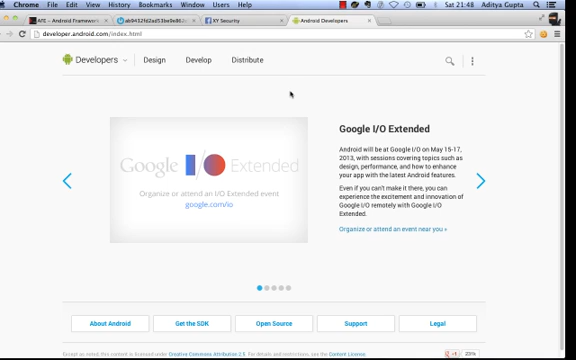 Chrome File Edit View History Bookmarks Window Users Help
Sat 21:48 Aditya Gupta
AFE – Android Framework
XY Security
Android Developers
developer.android.com/index.html
Developers
Design
Develop
Distribute
Google I/O Extended
Organize or attend an I/O Extended event
google.com/io
Google I/O Extended
Android will be at Google I/O on May 15-17,
2013, with sessions covering topics such as
design, performance, and how to enhance
your app with the latest Android features.
Even if you can't make it there, you can
experience the excitement and innovation of
Google I/O remotely with Google I/O
Extended.
Organize or attend an event near you »
About Android
Get the SDK
Open Source
Support
Legal
Except as noted, this content is licensed under Creative Commons Attribution 2.5. For details and restrictions, see the Content License.
+1